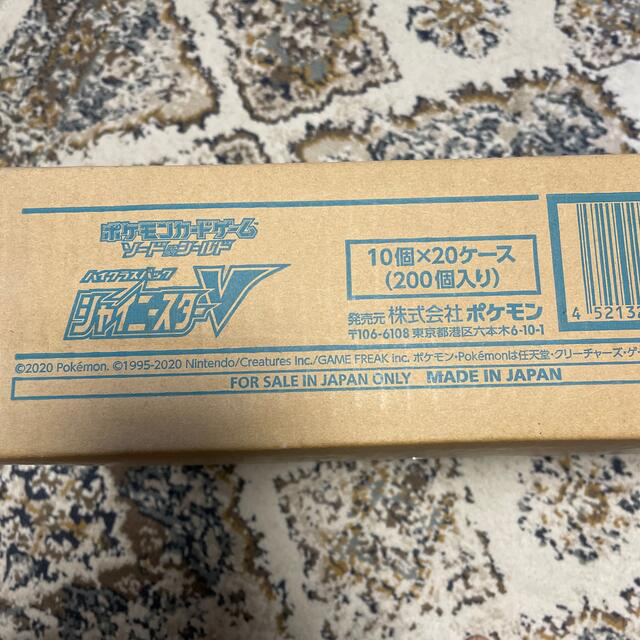 ポケモンカードゲーム
ソード&シールド
ハイクラスパック
シャイニースターV
10個×20ケース
(200個入り)
発売元 株式会社 ポケモン
〒106-6108 東京都港区六本木6-10-1
4 52132
©2020 Pokémon. ©1995-2020 Nintendo/Creatures Inc./GAME FREAK inc. ポケモン・Pokémonは任天堂・クリーチャーズ・ゲ
FOR SALE IN JAPAN ONLY MADE IN JAPAN